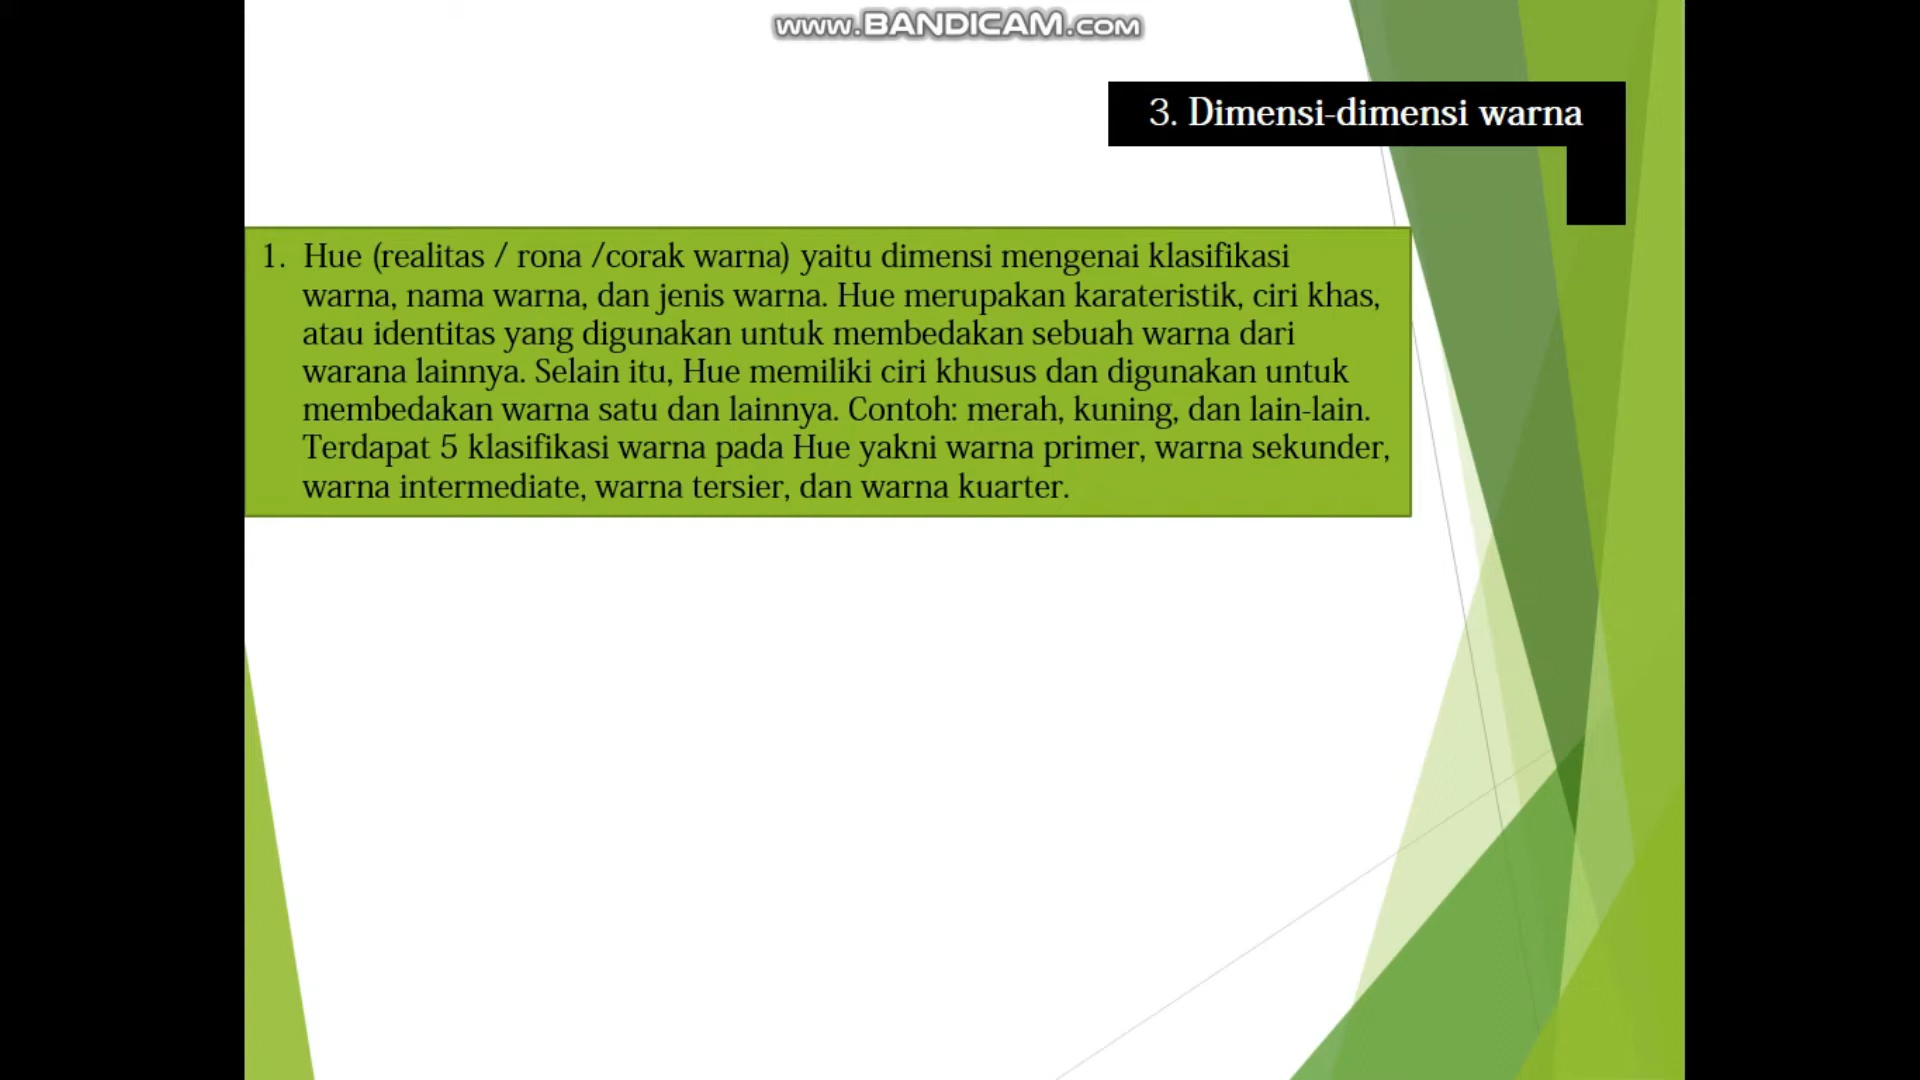 www.BANDICAM.com
3. Dimensi-dimensi warna
1. Hue (realitas / rona /corak warna) yaitu dimensi mengenai klasifikasi
warna, nama warna, dan jenis warna. Hue merupakan karateristik, ciri khas,
atau identitas yang digunakan untuk membedakan sebuah warna dari
warana lainnya. Selain itu, Hue memiliki ciri khusus dan digunakan untuk
membedakan warna satu dan lainnya. Contoh: merah, kuning, dan lain-lain.
Terdapat 5 klasifikasi warna pada Hue yakni warna primer, warna sekunder,
warna intermediate, warna tersier, dan warna kuarter.